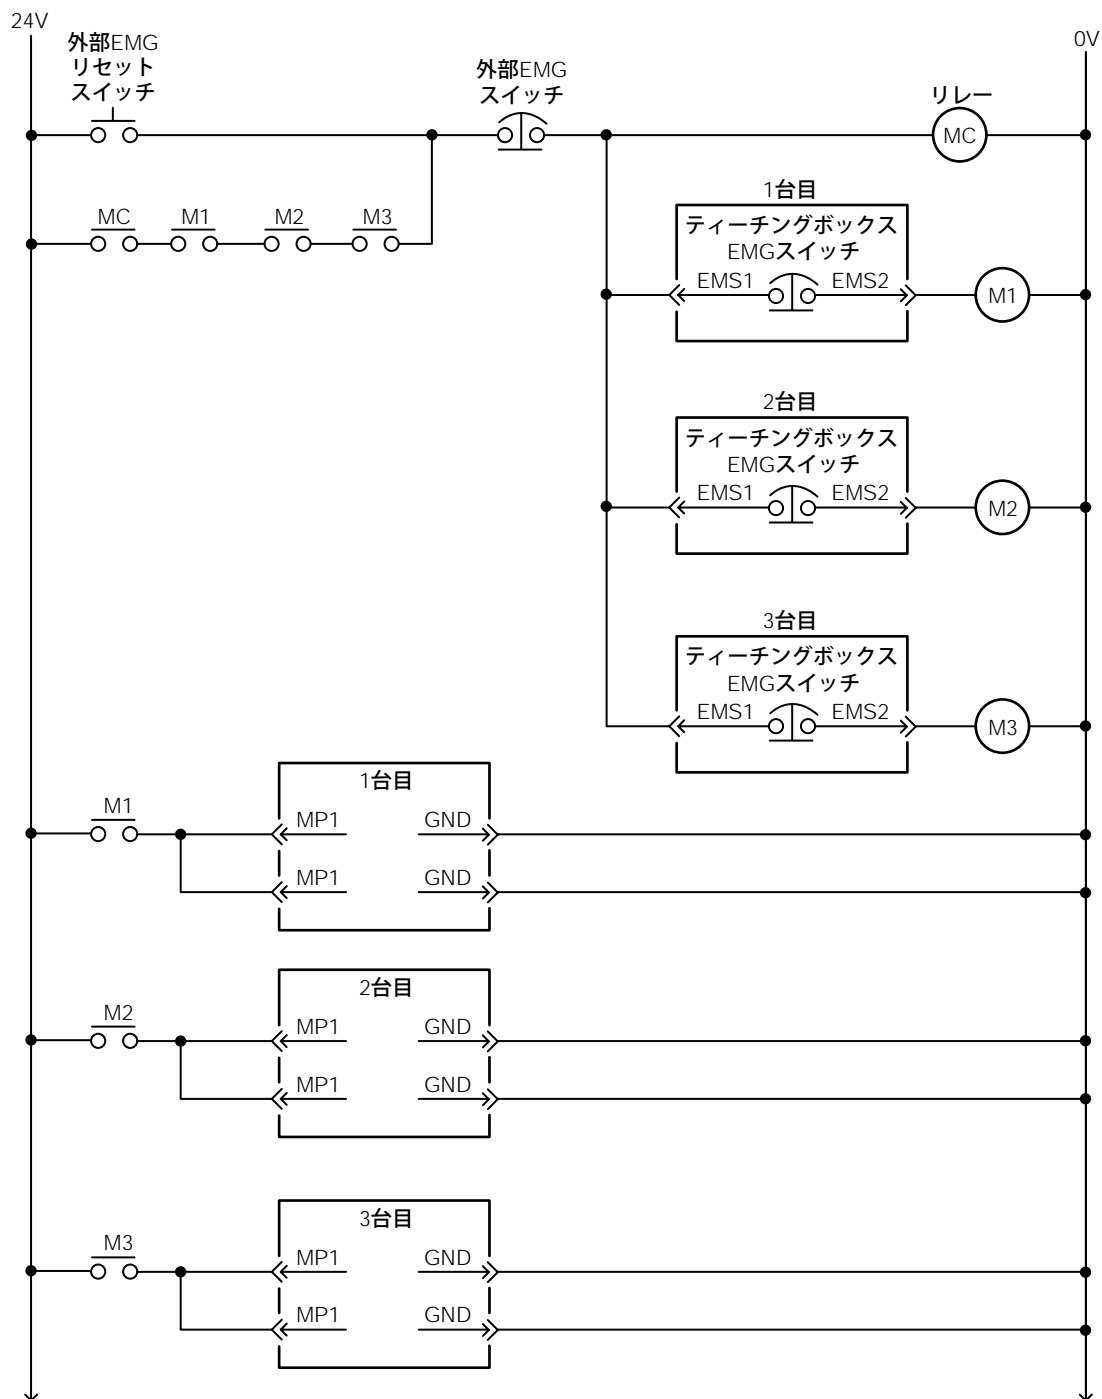 24V
0V
外部EMG
リセット
スイッチ
外部EMG
スイッチ
リレー
MC
MC M1 M2 M3
1台目
ティーチングボックス
EMGスイッチ
EMS1 EMS2
M1
2台目
ティーチングボックス
EMGスイッチ
EMS1 EMS2
M2
3台目
ティーチングボックス
EMGスイッチ
EMS1 EMS2
M3
1台目
M1
MP1 GND
MP1 GND
2台目
M2
MP1 GND
MP1 GND
3台目
M3
MP1 GND
MP1 GND